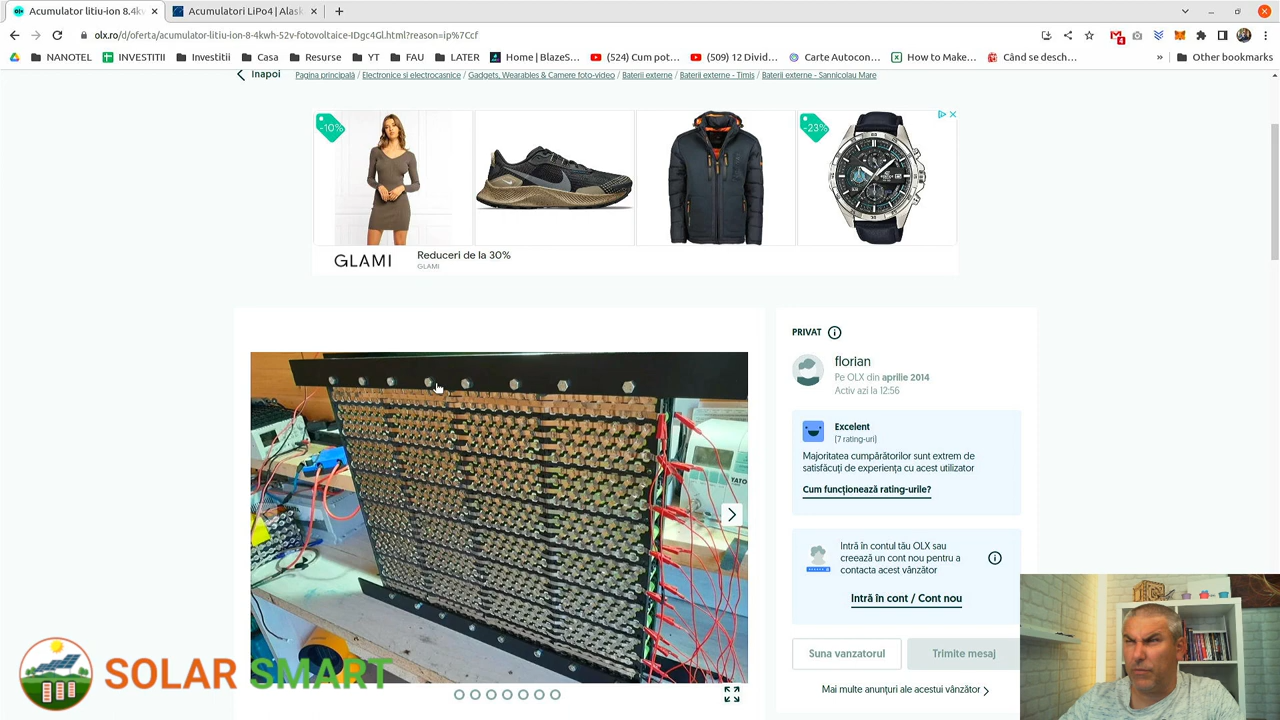 Acumulator litiu-ion 8.4kw
Acumulatori LiPo4 | Alask
olx.ro/d/oferta/acumulator-litiu-ion-8-4kwh-52v-fotovoltaice-IDgc4Gl.html?reason=ip%7Ccf
4
NANOTEL
INVESTITII
Investitii
Casa
Resurse
YT
FAU
LATER
Home | BlazeS...
(524) Cum pot...
(509) 12 Divid...
Carte Autocon...
How to Make...
Când se desch...
»
Other bookmarks
Inapoi
Pagina principală / Electronice si electrocasnice / Gadgets, Wearables & Camere foto-video / Baterii externe / Baterii externe - Timis / Baterii externe - Sannicolau Mare
-10%
-23%
GLAMI
Reduceri de la 30%
GLAMI
PRIVAT
florian
Pe OLX din aprilie 2014
Activ azi la 12:56
Excelent
(7 rating-uri)
Majoritatea cumpărătorilor sunt extrem de
satisfăcuți de experiența cu acest utilizator
Cum funcționează rating-urile?
YATO
Intră în contul tău OLX sau
creează un cont nou pentru a
contacta acest vânzător
Intră în cont / Cont nou
Suna vanzatorul
Trimite mesaj
Mai multe anunțuri ale acestui vânzător
SOLAR SMART